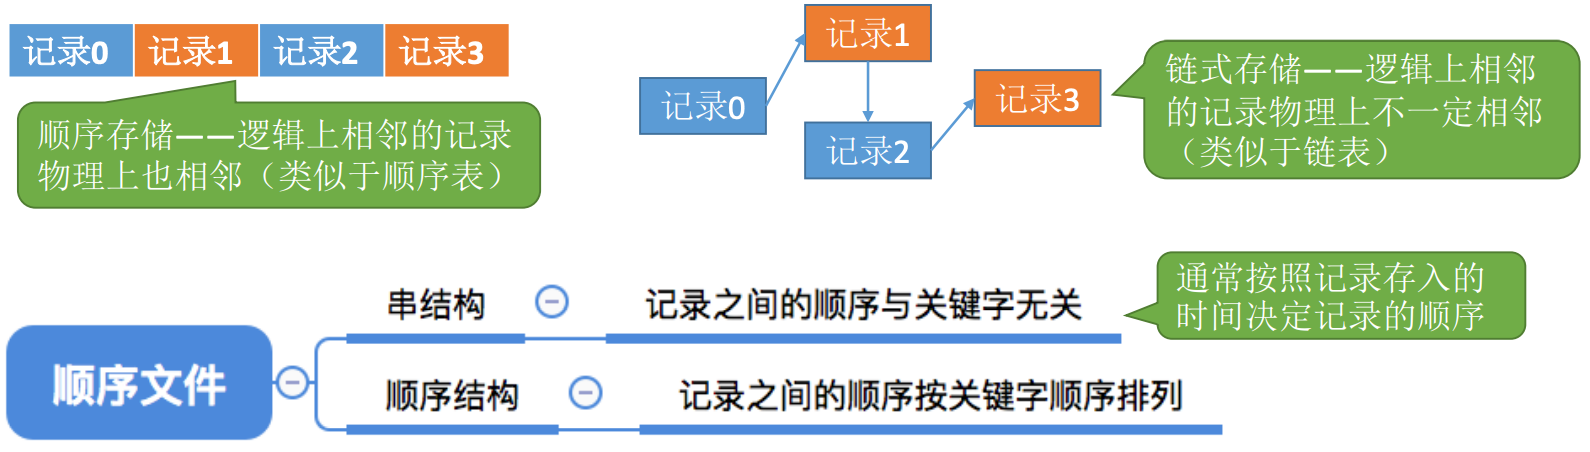 记录0 记录1 记录2 记录3
顺序存储——逻辑上相邻的记录
物理上也相邻（类似于顺序表）
记录0
记录1
记录2
记录3
链式存储——逻辑上相邻
的记录物理上不一定相邻
（类似于链表）
顺序文件
串结构
记录之间的顺序与关键字无关
通常按照记录存入的
时间决定记录的顺序
顺序结构
记录之间的顺序按关键字顺序排列